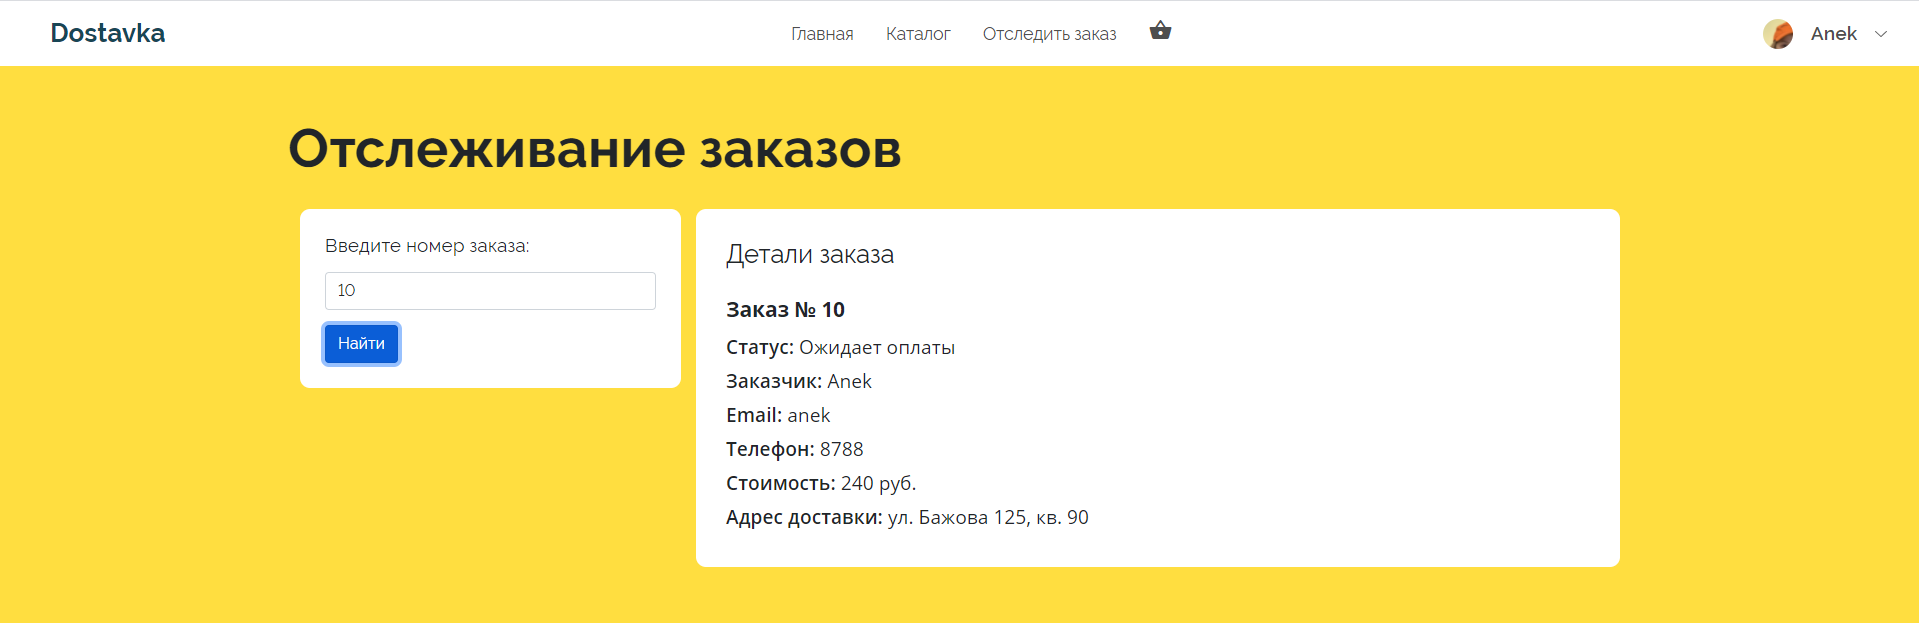 Dostavka
Главная Каталог Отследить заказ
Anek
Отслеживание заказов
Введите номер заказа:
10
Найти
Детали заказа
Заказ № 10
Статус: Ожидает оплаты
Заказчик: Anek
Email: anek
Телефон: 8788
Стоимость: 240 руб.
Адрес доставки: ул. Бажова 125, кв. 90